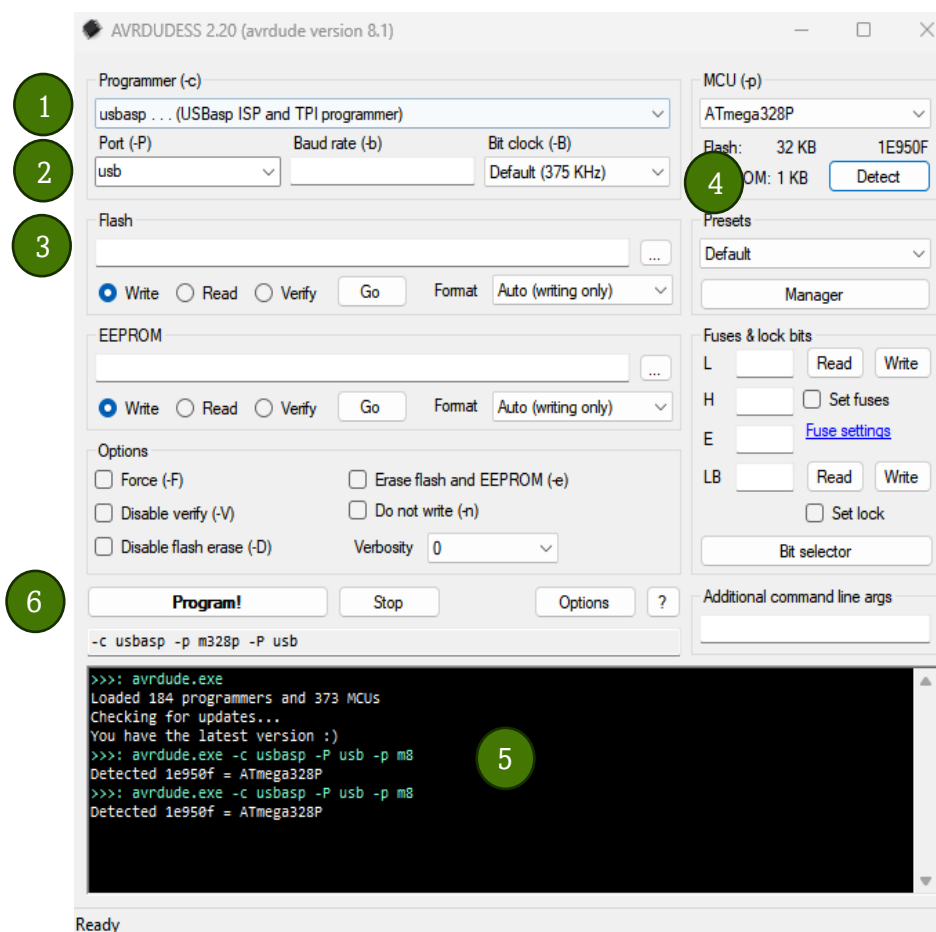 AVRDUDESS 2.20 (avrdude version 8.1)
Programmer (-c)
1
usbasp . . . (USBasp ISP and TPI programmer)
Port (-P) Baud rate (-b) Bit clock (-B)
2
usb Default (375 KHz)
MCU (-p)
ATmega328P
Flash: 32 KB 1E950F
4
OM: 1 KB Detect
Flash
3
...
Write Read Verify Go Format Auto (writing only)
Presets
Default
Manager
EEPROM
...
Write Read Verify Go Format Auto (writing only)
Fuses & lock bits
L Read Write
H Set fuses
E Fuse settings
LB Read Write
Set lock
Bit selector
Options
Force (-F) Erase flash and EEPROM (-e)
Disable verify (-V) Do not write (-n)
Disable flash erase (-D) Verbosity 0
6
Program! Stop Options ?
Additional command line args
-c usbasp -p m328p -P usb
>>>: avrdude.exe
Loaded 184 programmers and 373 MCUs
Checking for updates...
You have the latest version :)
>>>: avrdude.exe -c usbasp -P usb -p m8
5
Detected 1e950f = ATmega328P
>>>: avrdude.exe -c usbasp -P usb -p m8
Detected 1e950f = ATmega328P
Ready